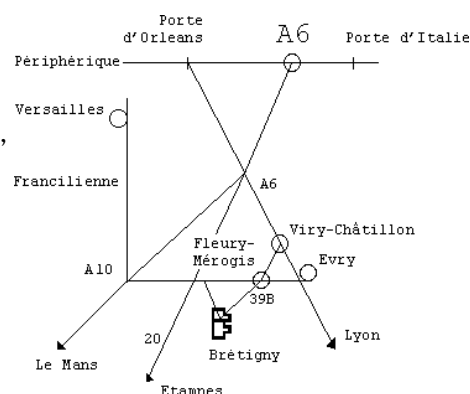 Porte
d'Orleans
A6
Porte d'Italie
Périphérique
Versailles
,
Francilienne
A6
Viry-Châtillon
Fleury-
Mérogis
Evry
A10
39B
20
Brétigny
Lyon
Le Mans
Etampes